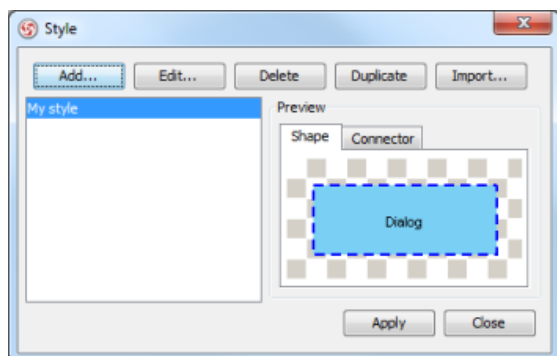 Style
Add... Edit... Delete Duplicate Import...
My style
Preview
Shape Connector
Dialog
Apply Close